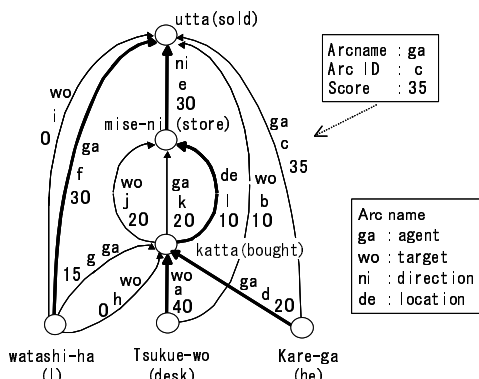 utta(sold)
Arcname : ga
Arc ID : c
Score : 35
wo
i
0
ga
f
30
ni
e
30
ga
c
35
mise-ni (store)
wo
j
20
ga
k
20
de
l
10
wo
b
10
katta(bought)
Arc name
ga : agent
wo : target
ni : direction
de : location
15 g ga
0 h wo
wo
a
40
ga d 20
watashi-ha
(I)
Tsukue-wo
(desk)
Kare-ga
(he)